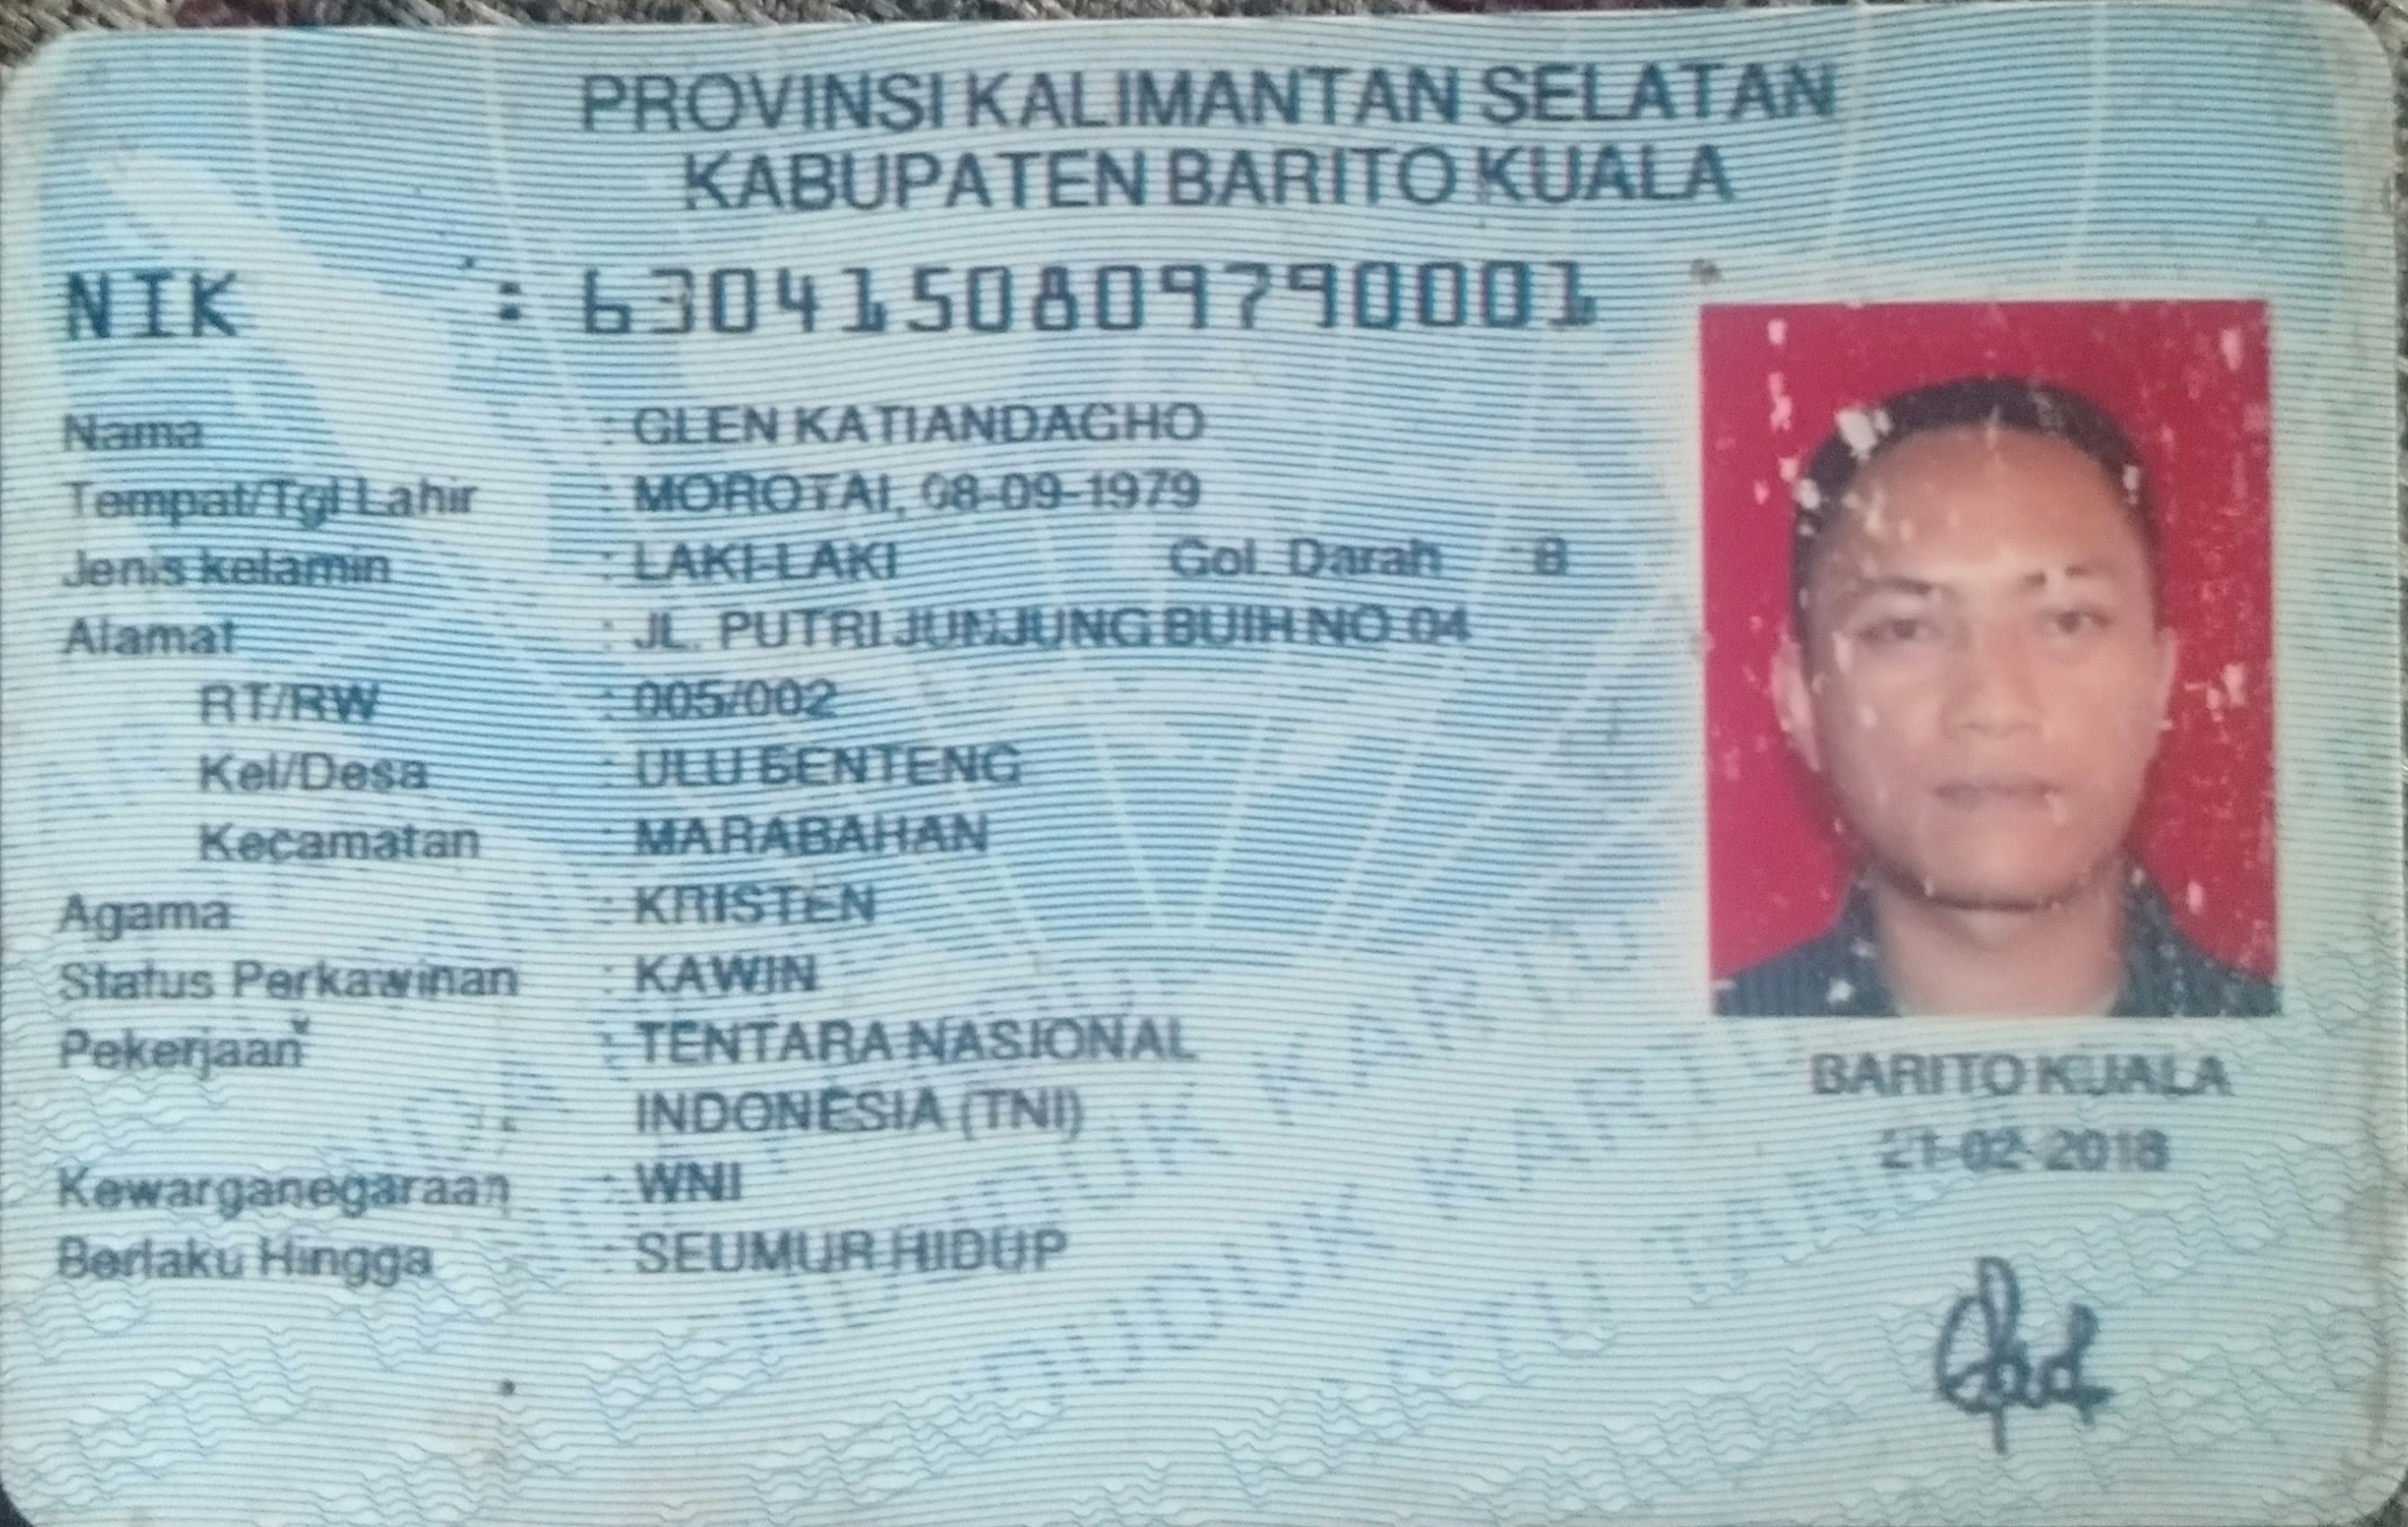 PROVINSI KALIMANTAN SELATAN
KABUPATEN BARITO KUALA
NIK : 6304150809790001
Nama : GLEN KATIANDAGHO
Tempat/Tgl Lahir : MOROTAI, 08-09-1979
Jenis kelamin : LAKI-LAKI Gol. Darah : B
Alamat : JL. PUTRI JUNJUNG BUIH NO 04
RT/RW : 005/002
Kel/Desa : ULU BENTENG
Kecamatan : MARABAHAN
Agama : KRISTEN
Status Perkawinan : KAWIN
Pekerjaan : TENTARA NASIONAL
INDONESIA (TNI)
Kewarganegaraan : WNI
Berlaku Hingga : SEUMUR HIDUP
BARITO KUALA
21-02-2018